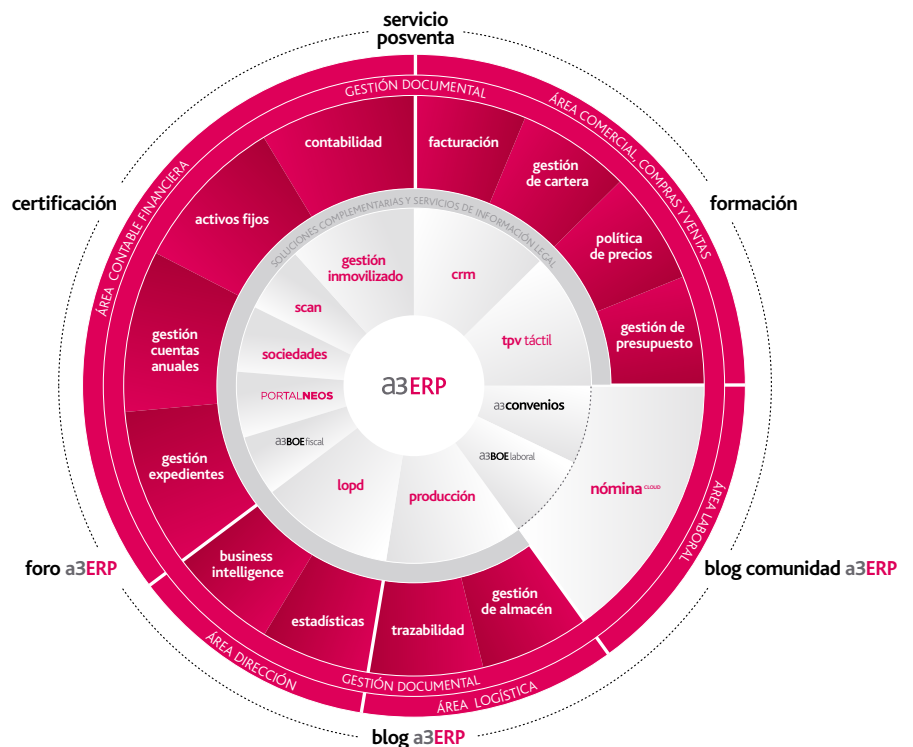 servicio
posventa
certificación
formación
foro a3ERP
blog comunidad a3ERP
blog a3ERP
ÁREA CONTABLE FINANCIERA
GESTIÓN DOCUMENTAL
ÁREA COMERCIAL, COMPRAS Y VENTAS
ÁREA LABORAL
ÁREA LOGÍSTICA
ÁREA DIRECCIÓN
GESTIÓN DOCUMENTAL
contabilidad
facturación
gestión
de cartera
política
de precios
gestión de
presupuesto
nómina CLOUD
gestión
de almacén
trazabilidad
estadísticas
business
intelligence
gestión
expedientes
gestión
cuentas
anuales
activos fijos
SOLUCIONES COMPLEMENTARIAS Y SERVICIOS DE INFORMACIÓN LEGAL
gestión
inmovilizado
crm
tpv táctil
a3convenios
a3BOElaboral
producción
lopd
a3BOEfiscal
PORTALNEOS
sociedades
scan
a3ERP